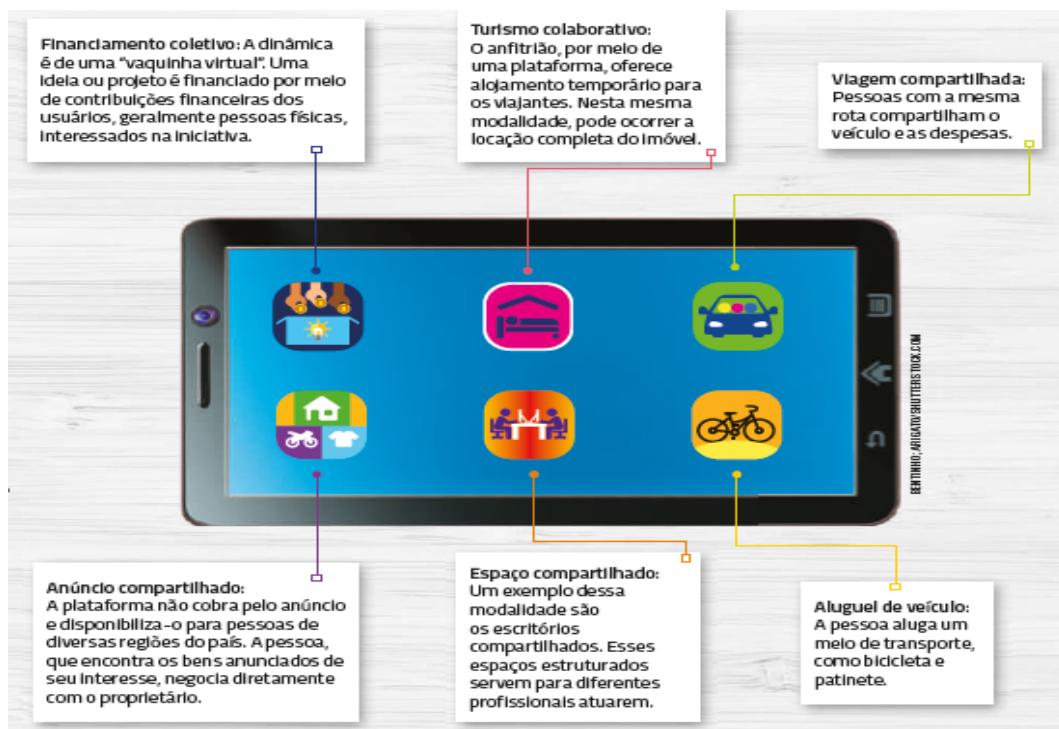 Financiamento coletivo: A dinâmica
é de uma “vaquinha virtual”. Uma
ideia ou projeto é financiado por meio
de contribuições financeiras dos
usuários, geralmente pessoas físicas,
interessados na iniciativa.
Turismo colaborativo:
O anfitrião, por meio de
uma plataforma, oferece
alojamento temporário para
os viajantes. Nesta mesma
modalidade, pode ocorrer a
locação completa do imóvel.
Viagem compartilhada:
Pessoas com a mesma
rota compartilham o
veículo e as despesas.
BENTINHO; ARIGATO/SHUTTERSTOCK.COM
Anúncio compartilhado:
A plataforma não cobra pelo anúncio
e disponibiliza-o para pessoas de
diversas regiões do país. A pessoa,
que encontra os bens anunciados de
seu interesse, negocia diretamente
com o proprietário.
Espaço compartilhado:
Um exemplo dessa
modalidade são
os escritórios
compartilhados. Esses
espaços estruturados
servem para diferentes
profissionais atuarem.
Aluguel de veículo:
A pessoa aluga um
meio de transporte,
como bicicleta e
patinete.